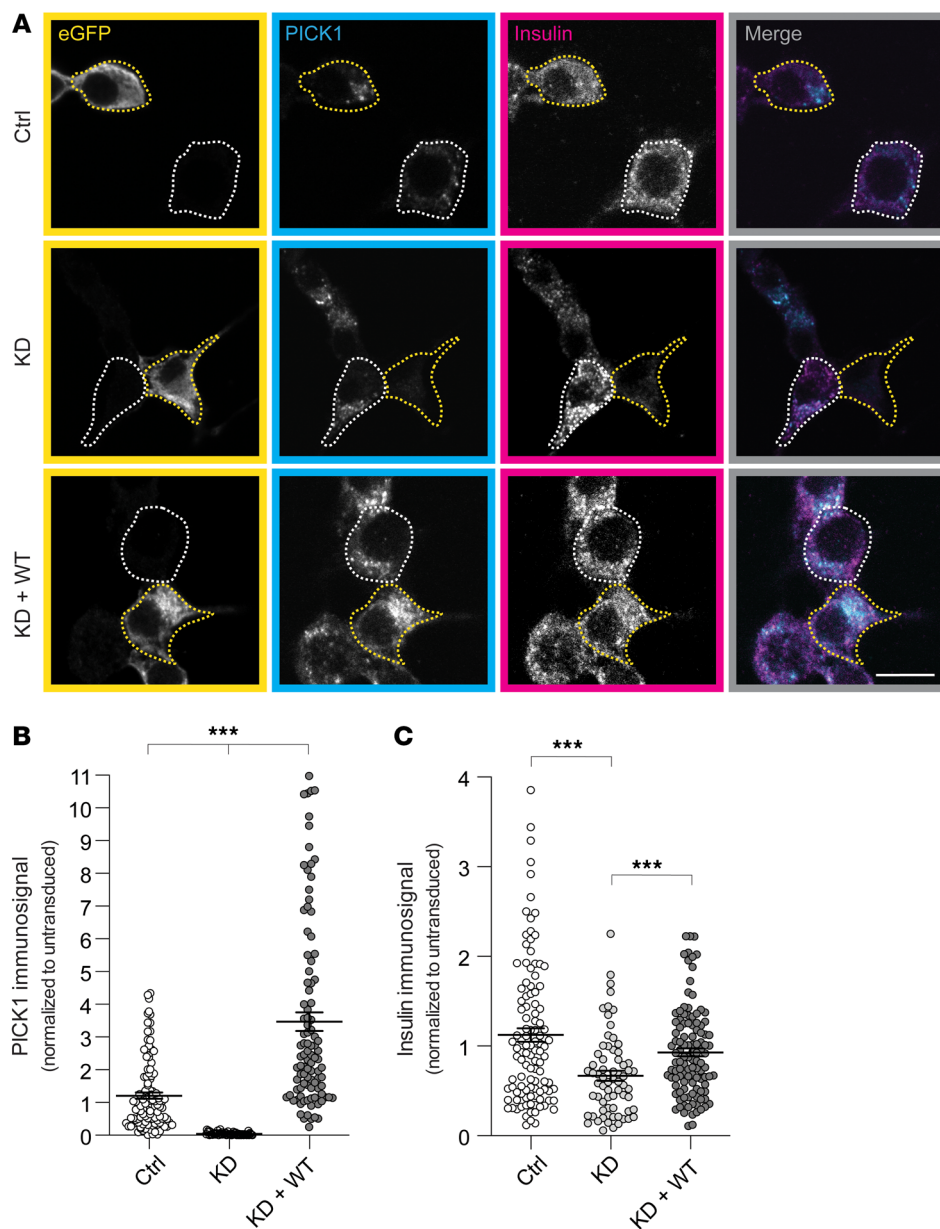 A
eGFP
PICK1
Insulin
Merge
Ctrl
KD
KD + WT
B
***
PICK1 immunosignal
(normalized to untransduced)
11
10
9
8
7
6
5
4
3
2
1
0
Ctrl
KD
KD + WT
C
***
***
Insulin immunosignal
(normalized to untransduced)
4
3
2
1
0
Ctrl
KD
KD + WT